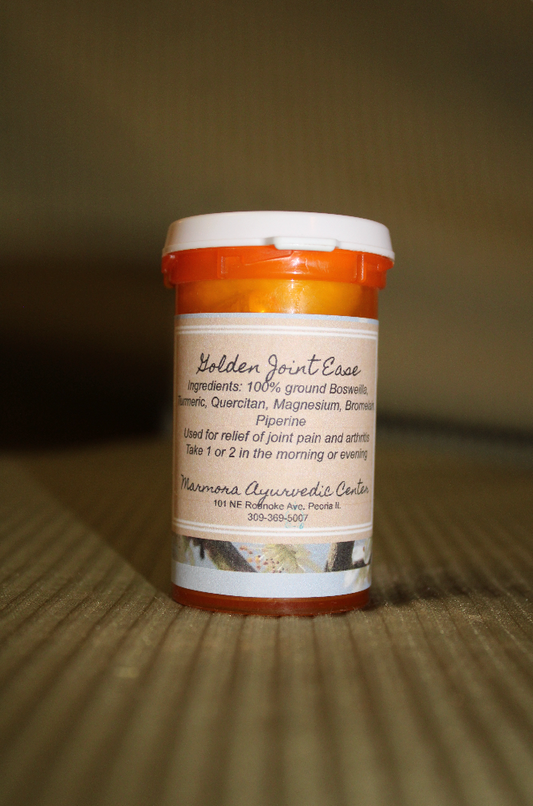 Golden Joint Ease
Ingredients: 100% ground Boswellia,
Turmeric, Quercitan, Magnesium, Bromelain,
Piperine
Used for relief of joint pain and arthritis
Take 1 or 2 in the morning or evening
Marmora Ayurvedic Center
101 NE Roanoke Ave. Peoria IL
309-369-5007